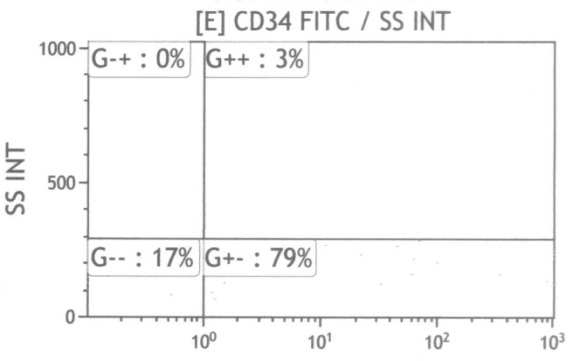 [E] CD34 FITC / SS INT
1000
G-+ : 0%
G++ : 3%
SS INT
500
G-- : 17%
G+- : 79%
0
10⁰
10¹
10²
10³